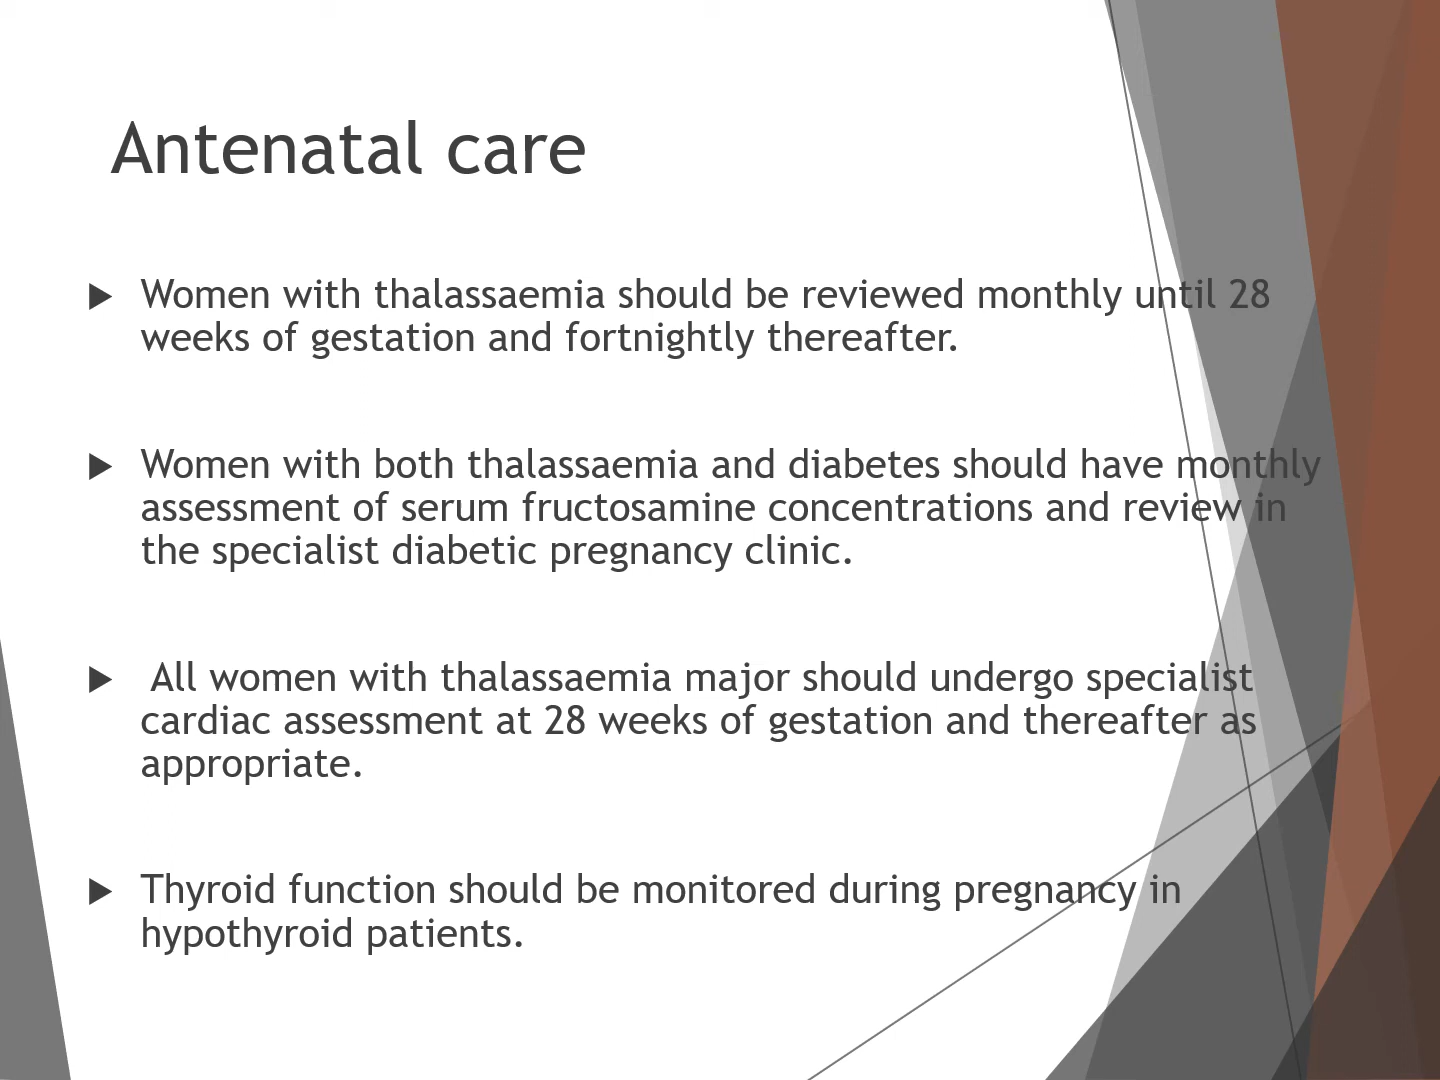 Antenatal care
Women with thalassaemia should be reviewed monthly until 28
weeks of gestation and fortnightly thereafter.
Women with both thalassaemia and diabetes should have monthly
assessment of serum fructosamine concentrations and review in
the specialist diabetic pregnancy clinic.
All women with thalassaemia major should undergo specialist
cardiac assessment at 28 weeks of gestation and thereafter as
appropriate.
Thyroid function should be monitored during pregnancy in
hypothyroid patients.